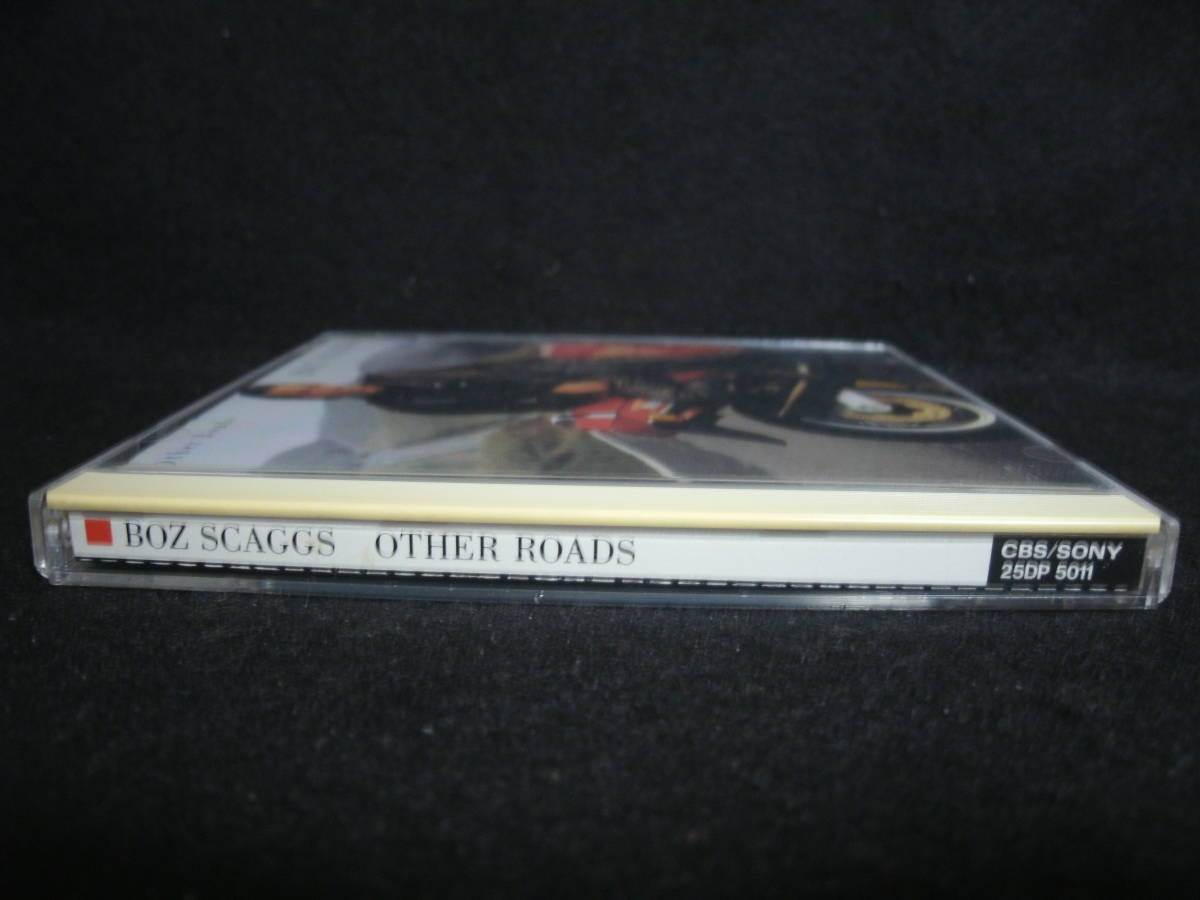 BOZ SCAGGS OTHER ROADS
CBS/SONY
25DP 5011